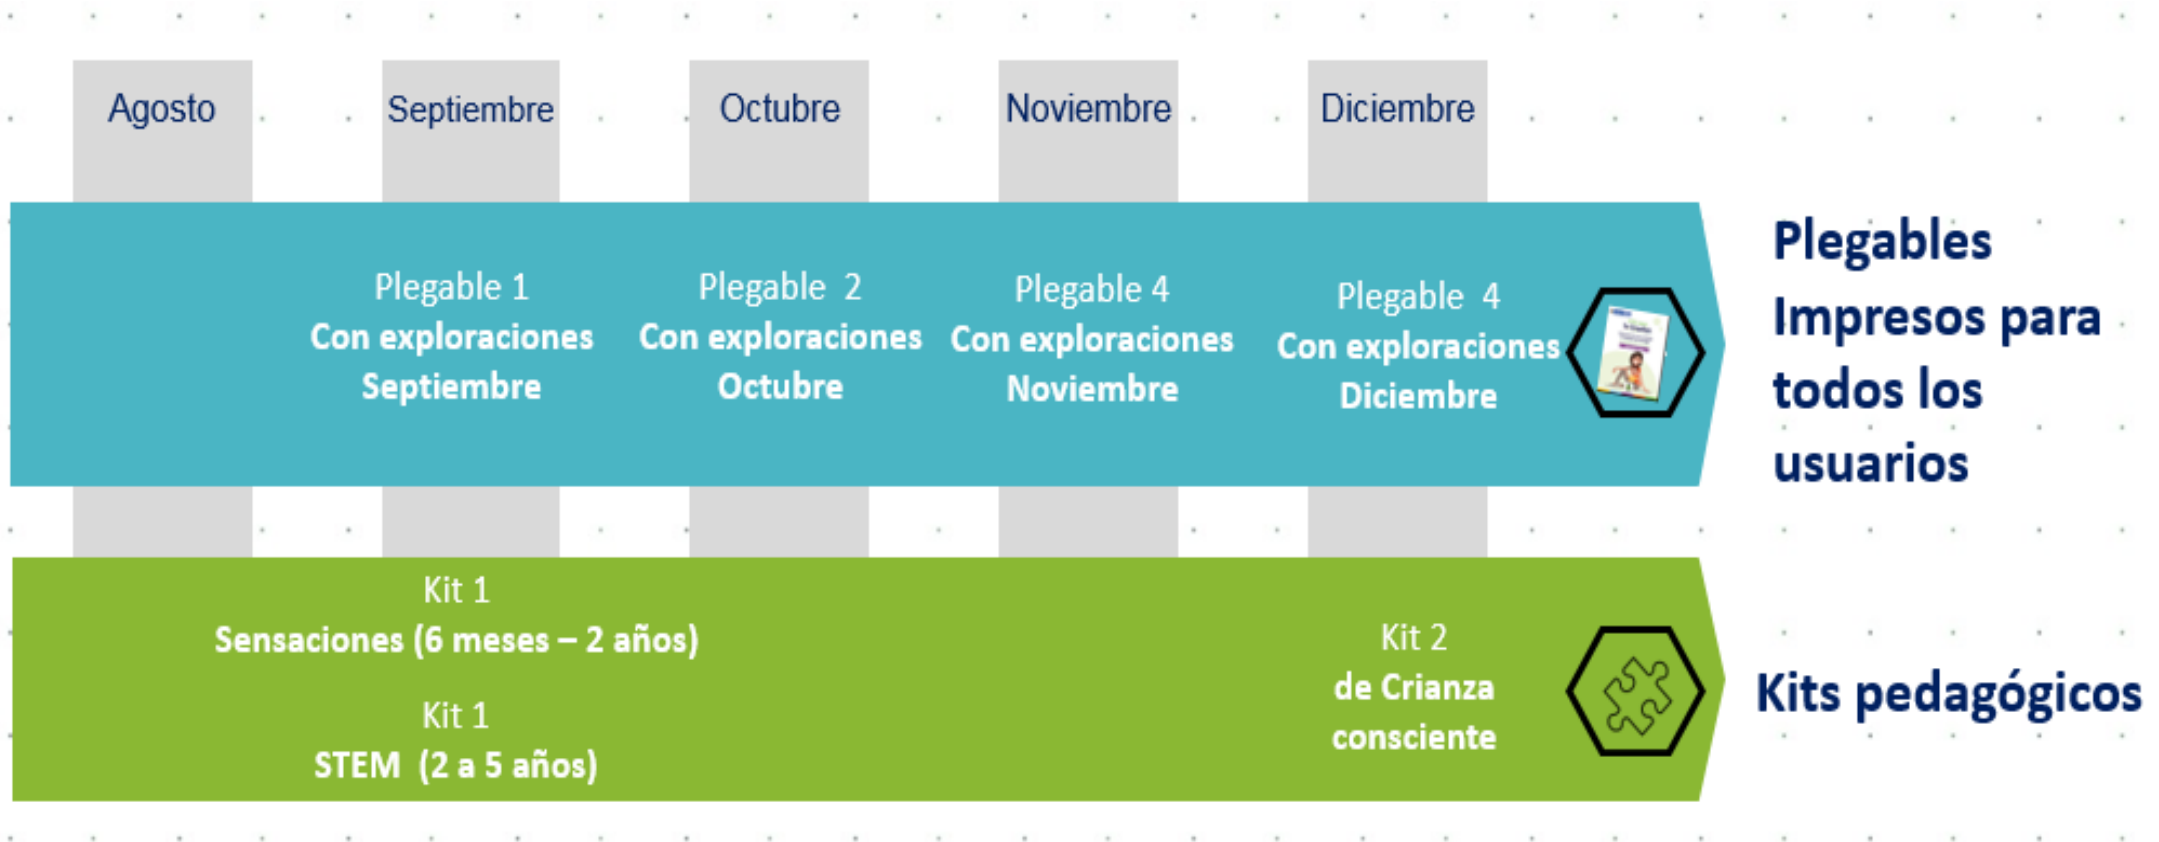 Agosto
Septiembre
Octubre
Noviembre
Diciembre
Plegable 1
Con exploraciones
Septiembre
Plegable 2
Con exploraciones
Octubre
Plegable 4
Con exploraciones
Noviembre
Plegable 4
Con exploraciones
Diciembre
Plegables
Impresos para
todos los
usuarios
Kit 1
Sensaciones (6 meses – 2 años)
Kit 1
STEM (2 a 5 años)
Kit 2
de Crianza
consciente
Kits pedagógicos